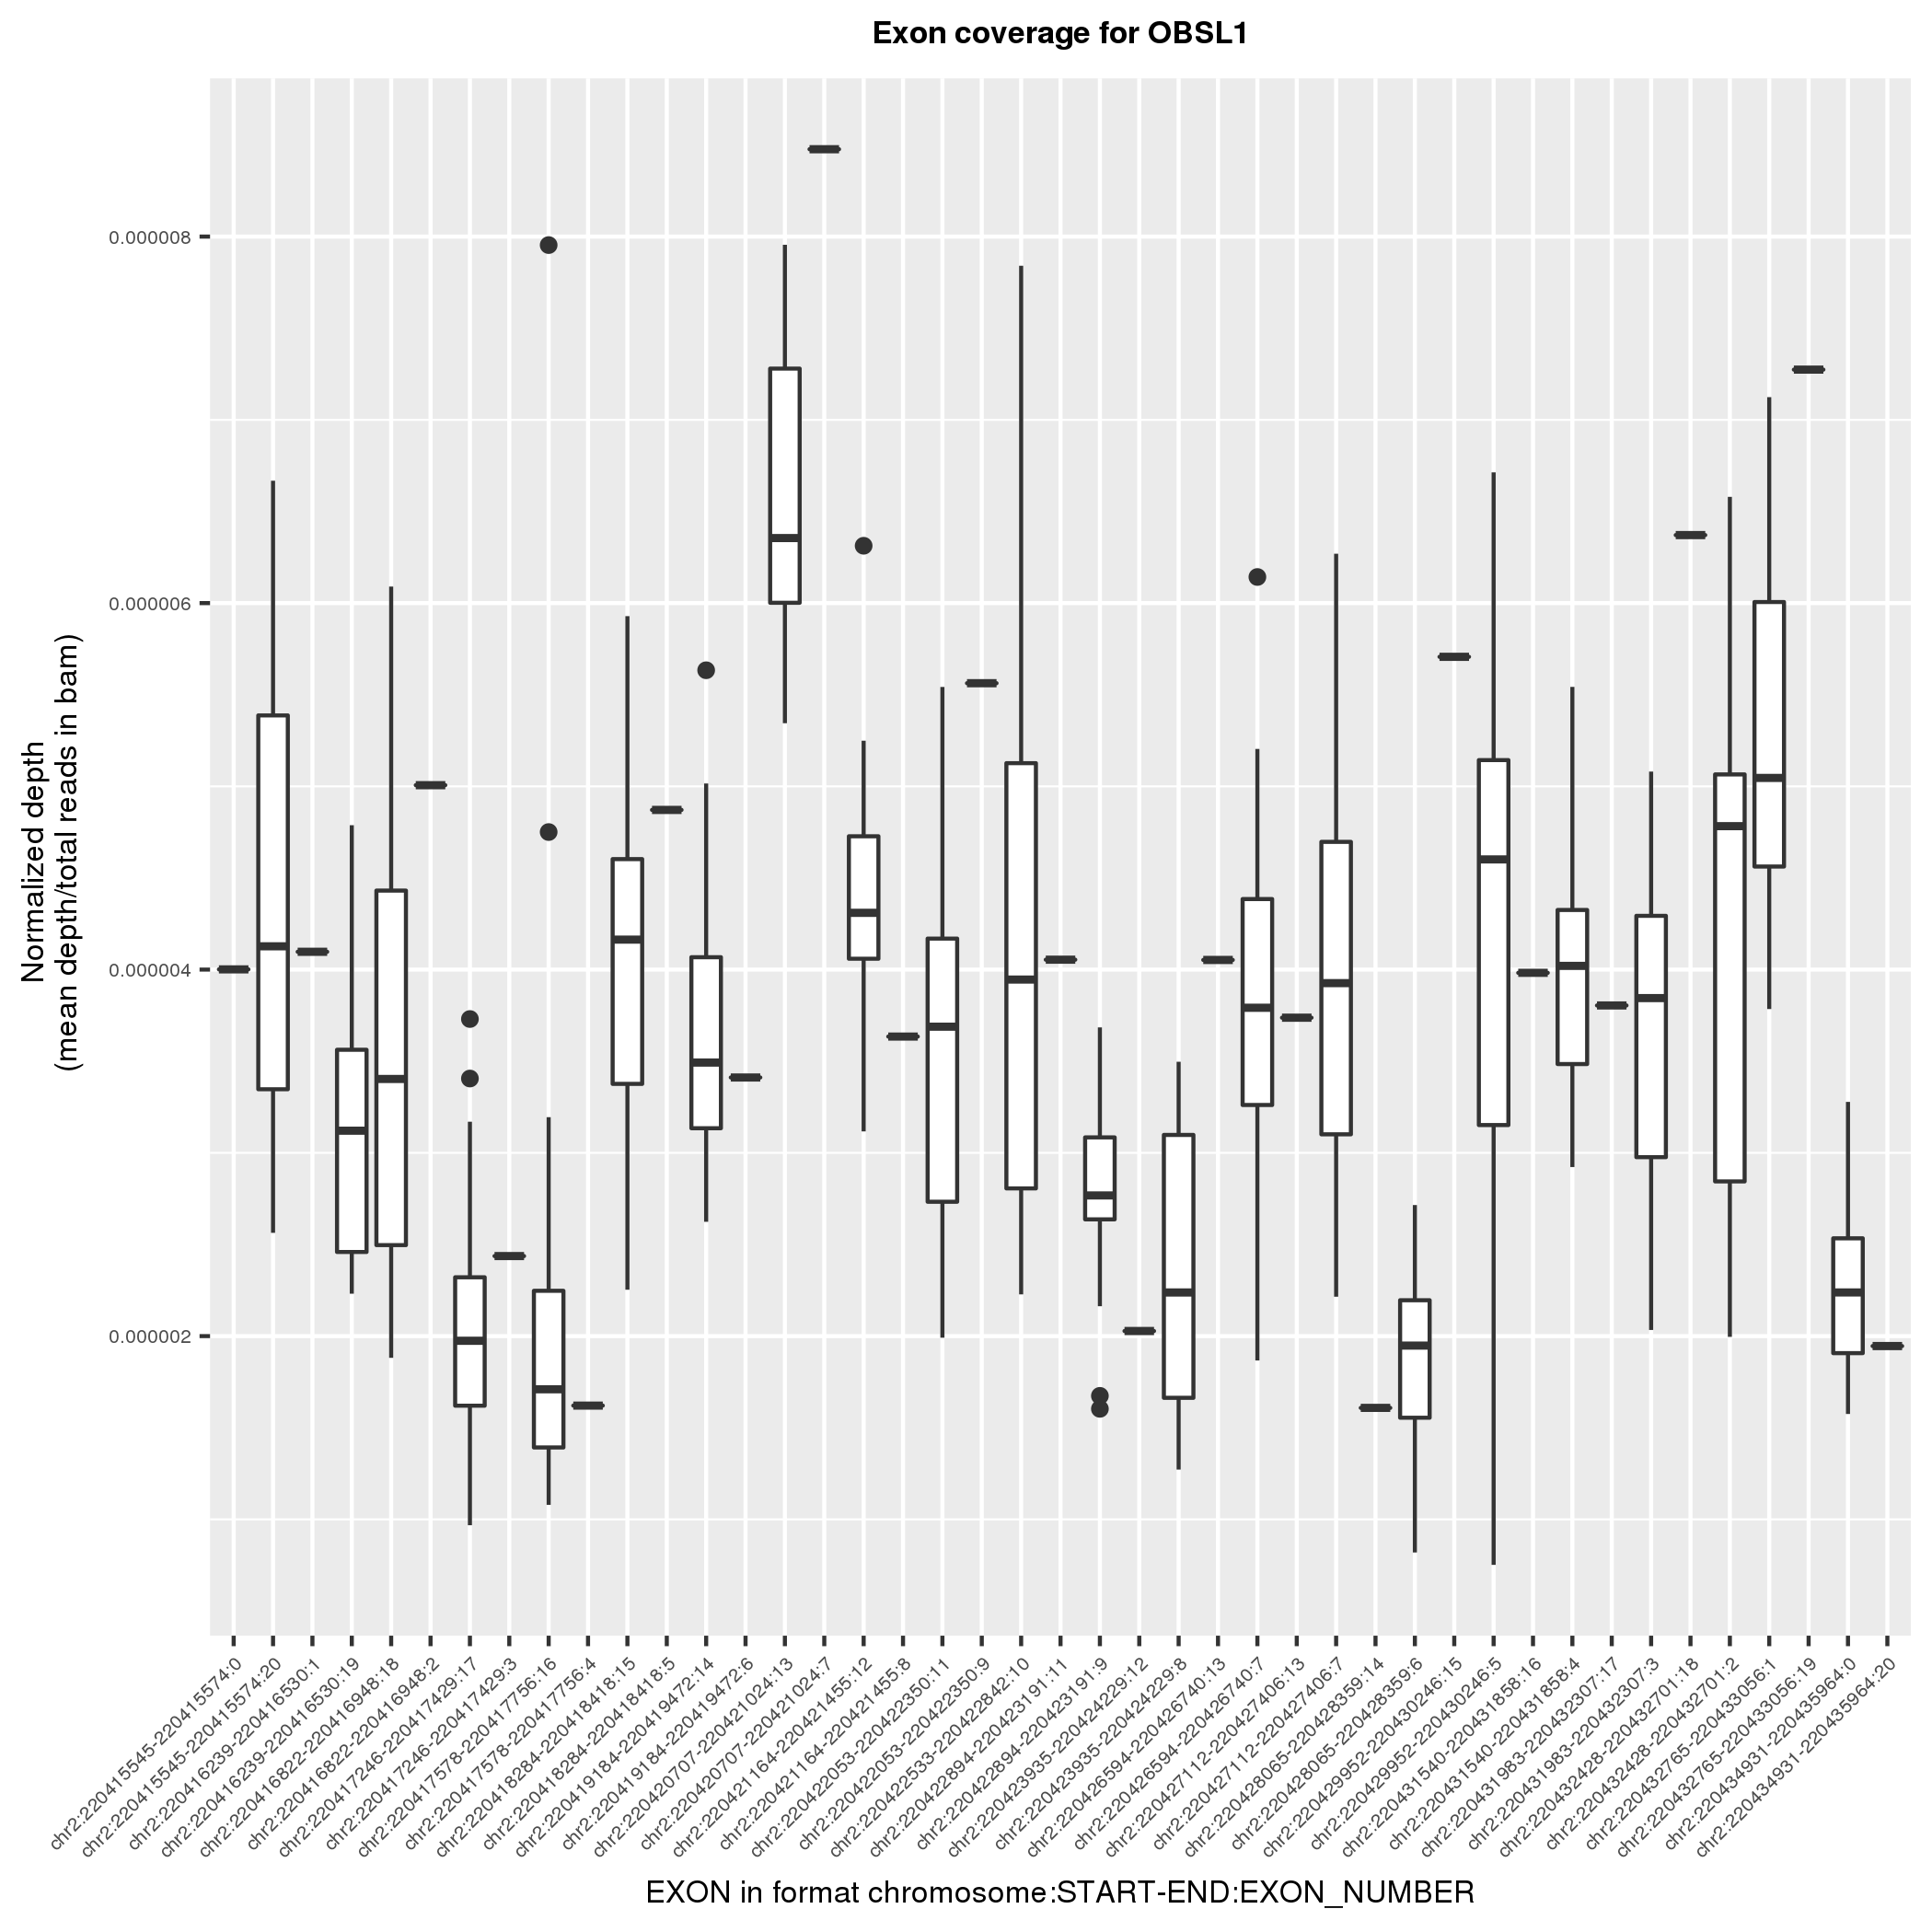 Exon coverage for OBSL1
0.000008
0.000006
0.000004
0.000002
Normalized depth
(mean depth/total reads in bam)
chr2:220415545-220415574:0
chr2:220415545-220415574:20
chr2:220416239-220416530:1
chr2:220416239-220416530:19
chr2:220416822-220416948:18
chr2:220416822-220416948:2
chr2:220417246-220417429:17
chr2:220417246-220417429:3
chr2:220417578-220417756:16
chr2:220417578-220417756:4
chr2:220418284-220418418:15
chr2:220418284-220418418:5
chr2:220419184-220419472:14
chr2:220419184-220419472:6
chr2:220420707-220421024:13
chr2:220420707-220421024:7
chr2:220421164-220421455:12
chr2:220421164-220421455:8
chr2:220422053-220422350:11
chr2:220422053-220422350:9
chr2:220422533-220422842:10
chr2:220422894-220423191:11
chr2:220422894-220423191:9
chr2:220423935-220424229:12
chr2:220423935-220424229:8
chr2:220426594-220426740:13
chr2:220426594-220426740:7
chr2:220427112-220427406:13
chr2:220427112-220427406:7
chr2:220428065-220428359:14
chr2:220428065-220428359:6
chr2:220429952-220430246:15
chr2:220429952-220430246:5
chr2:220431540-220431858:16
chr2:220431540-220431858:4
chr2:220431983-220432307:17
chr2:220431983-220432307:3
chr2:220432428-220432701:18
chr2:220432428-220432701:2
chr2:220432765-220433056:1
chr2:220432765-220433056:19
chr2:220434931-220435964:0
chr2:220434931-220435964:20
EXON in format chromosome:START-END:EXON_NUMBER